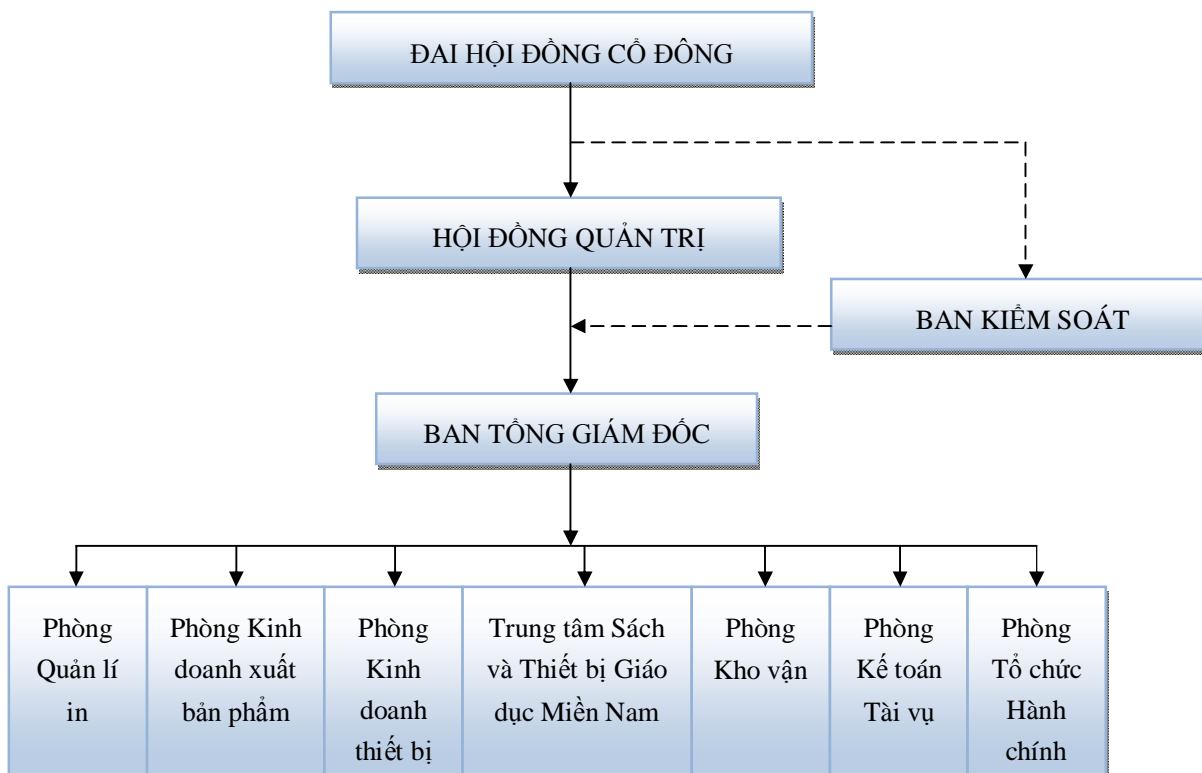 ĐAI HỘI ĐỒNG CỔ ĐÔNG
HỘI ĐỒNG QUẢN TRỊ
BAN KIỂM SOÁT
BAN TỔNG GIÁM ĐỐC
Phòng
Quản lí
in
Phòng Kinh
doanh xuất
bản phẩm
Phòng
Kinh
doanh
thiết bị
Trung tâm Sách
và Thiết bị Giáo
dục Miền Nam
Phòng
Kho vận
Phòng
Kế toán
Tài vụ
Phòng
Tổ chức
Hành
chính